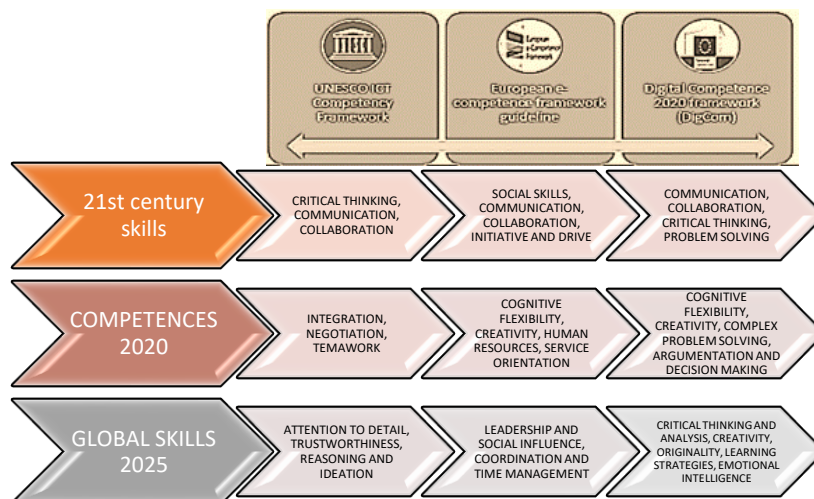 UNESCO ICT
Competency
Framework
European e-
competence framework
guideline
Digital Competence
2020 framework
(DigCom)
21st century
skills
CRITICAL THINKING,
COMMUNICATION,
COLLABORATION
SOCIAL SKILLS,
COMMUNICATION,
COLLABORATION,
INITIATIVE AND DRIVE
COMMUNICATION,
COLLABORATION,
CRITICAL THINKING,
PROBLEM SOLVING
COMPETENCES
2020
INTEGRATION,
NEGOTIATION,
TEMAWORK
COGNITIVE
FLEXIBILITY,
CREATIVITY, HUMAN
RESOURCES, SERVICE
ORIENTATION
COGNITIVE
FLEXIBILITY,
CREATIVITY, COMPLEX
PROBLEM SOLVING,
ARGUMENTATION AND
DECISION MAKING
GLOBAL SKILLS
2025
ATTENTION TO DETAIL,
TRUSTWORTHINESS,
REASONING AND
IDEATION
LEADERSHIP AND
SOCIAL INFLUENCE,
COORDINATION AND
TIME MANAGEMENT
CRITICAL THINKING AND
ANALYSIS, CREATIVITY,
ORIGINALITY, LEARNING
STRATEGIES, EMOTIONAL
INTELLIGENCE